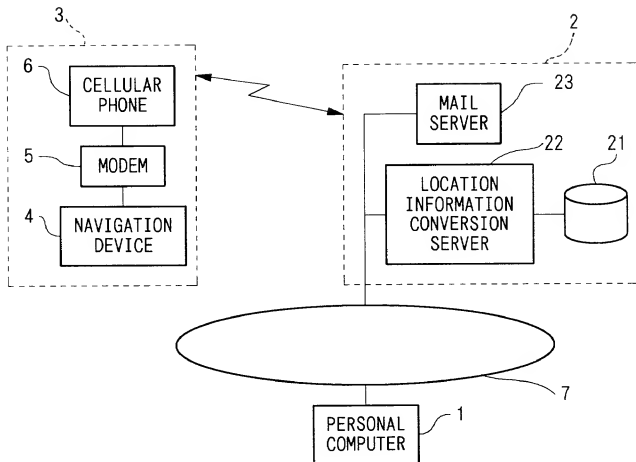 3
6
CELLULAR
PHONE
5
MODEM
4
NAVIGATION
DEVICE
2
MAIL
SERVER
23
22
LOCATION
INFORMATION
CONVERSION
SERVER
21
7
PERSONAL
COMPUTER
1